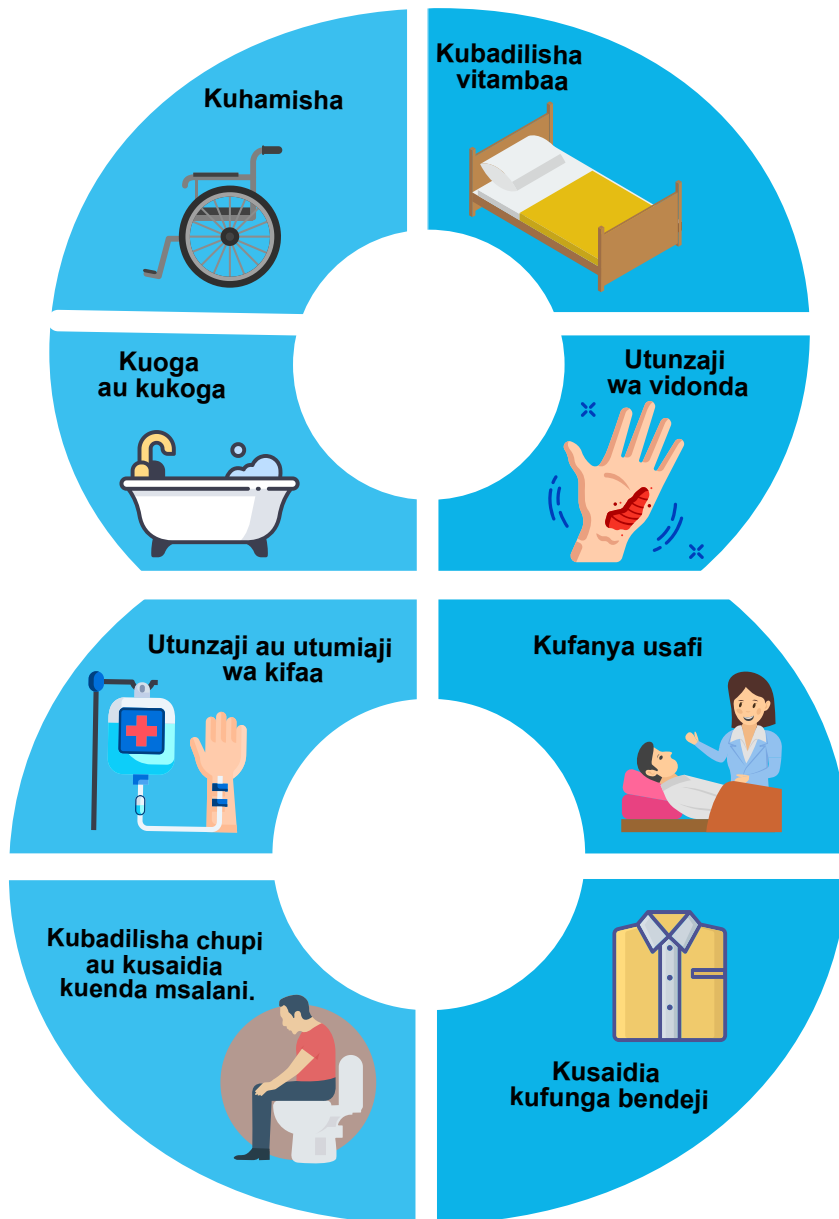 Kuhamisha
Kubadilisha
vitambaa
Kuoga
au kukoga
Utunzaji
wa vidonda
Utunzaji au utumiaji
wa kifaa
Kufanya usafi
Kubadilisha chupi
au kusaidia
kuenda msalani.
Kusaidia
kufunga bendeji